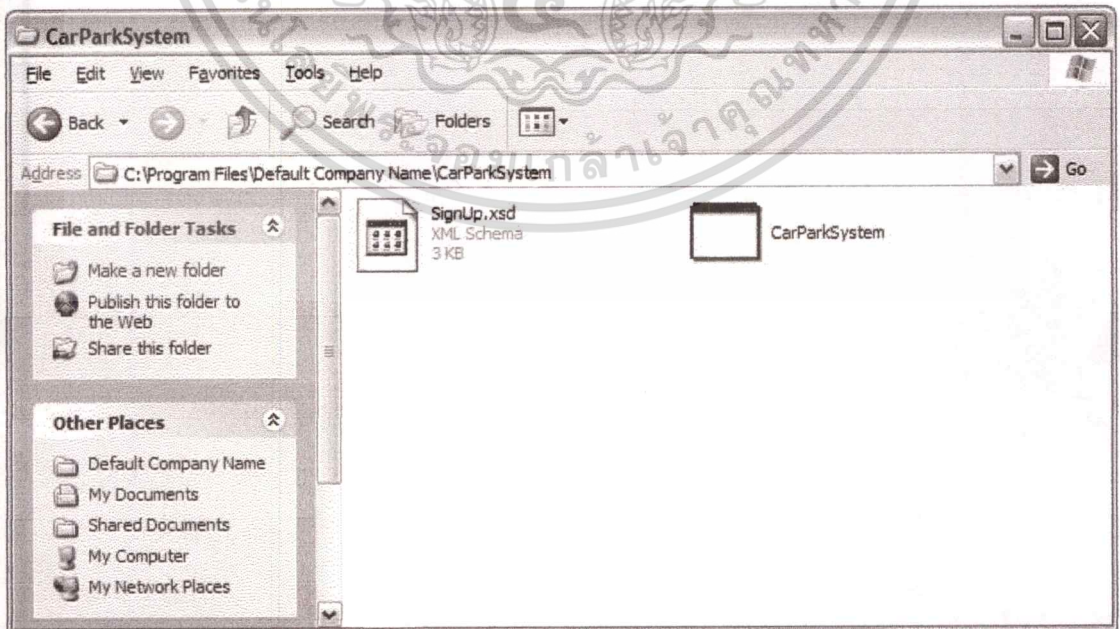 CarParkSystem
File Edit View Favorites Tools Help
Back Search Folders
Address C:\Program Files\Default Company Name\CarParkSystem Go
File and Folder Tasks
Make a new folder
Publish this folder to
the Web
Share this folder
Other Places
Default Company Name
My Documents
Shared Documents
My Computer
My Network Places
SignUp.xsd
XML Schema
3 KB
CarParkSystem